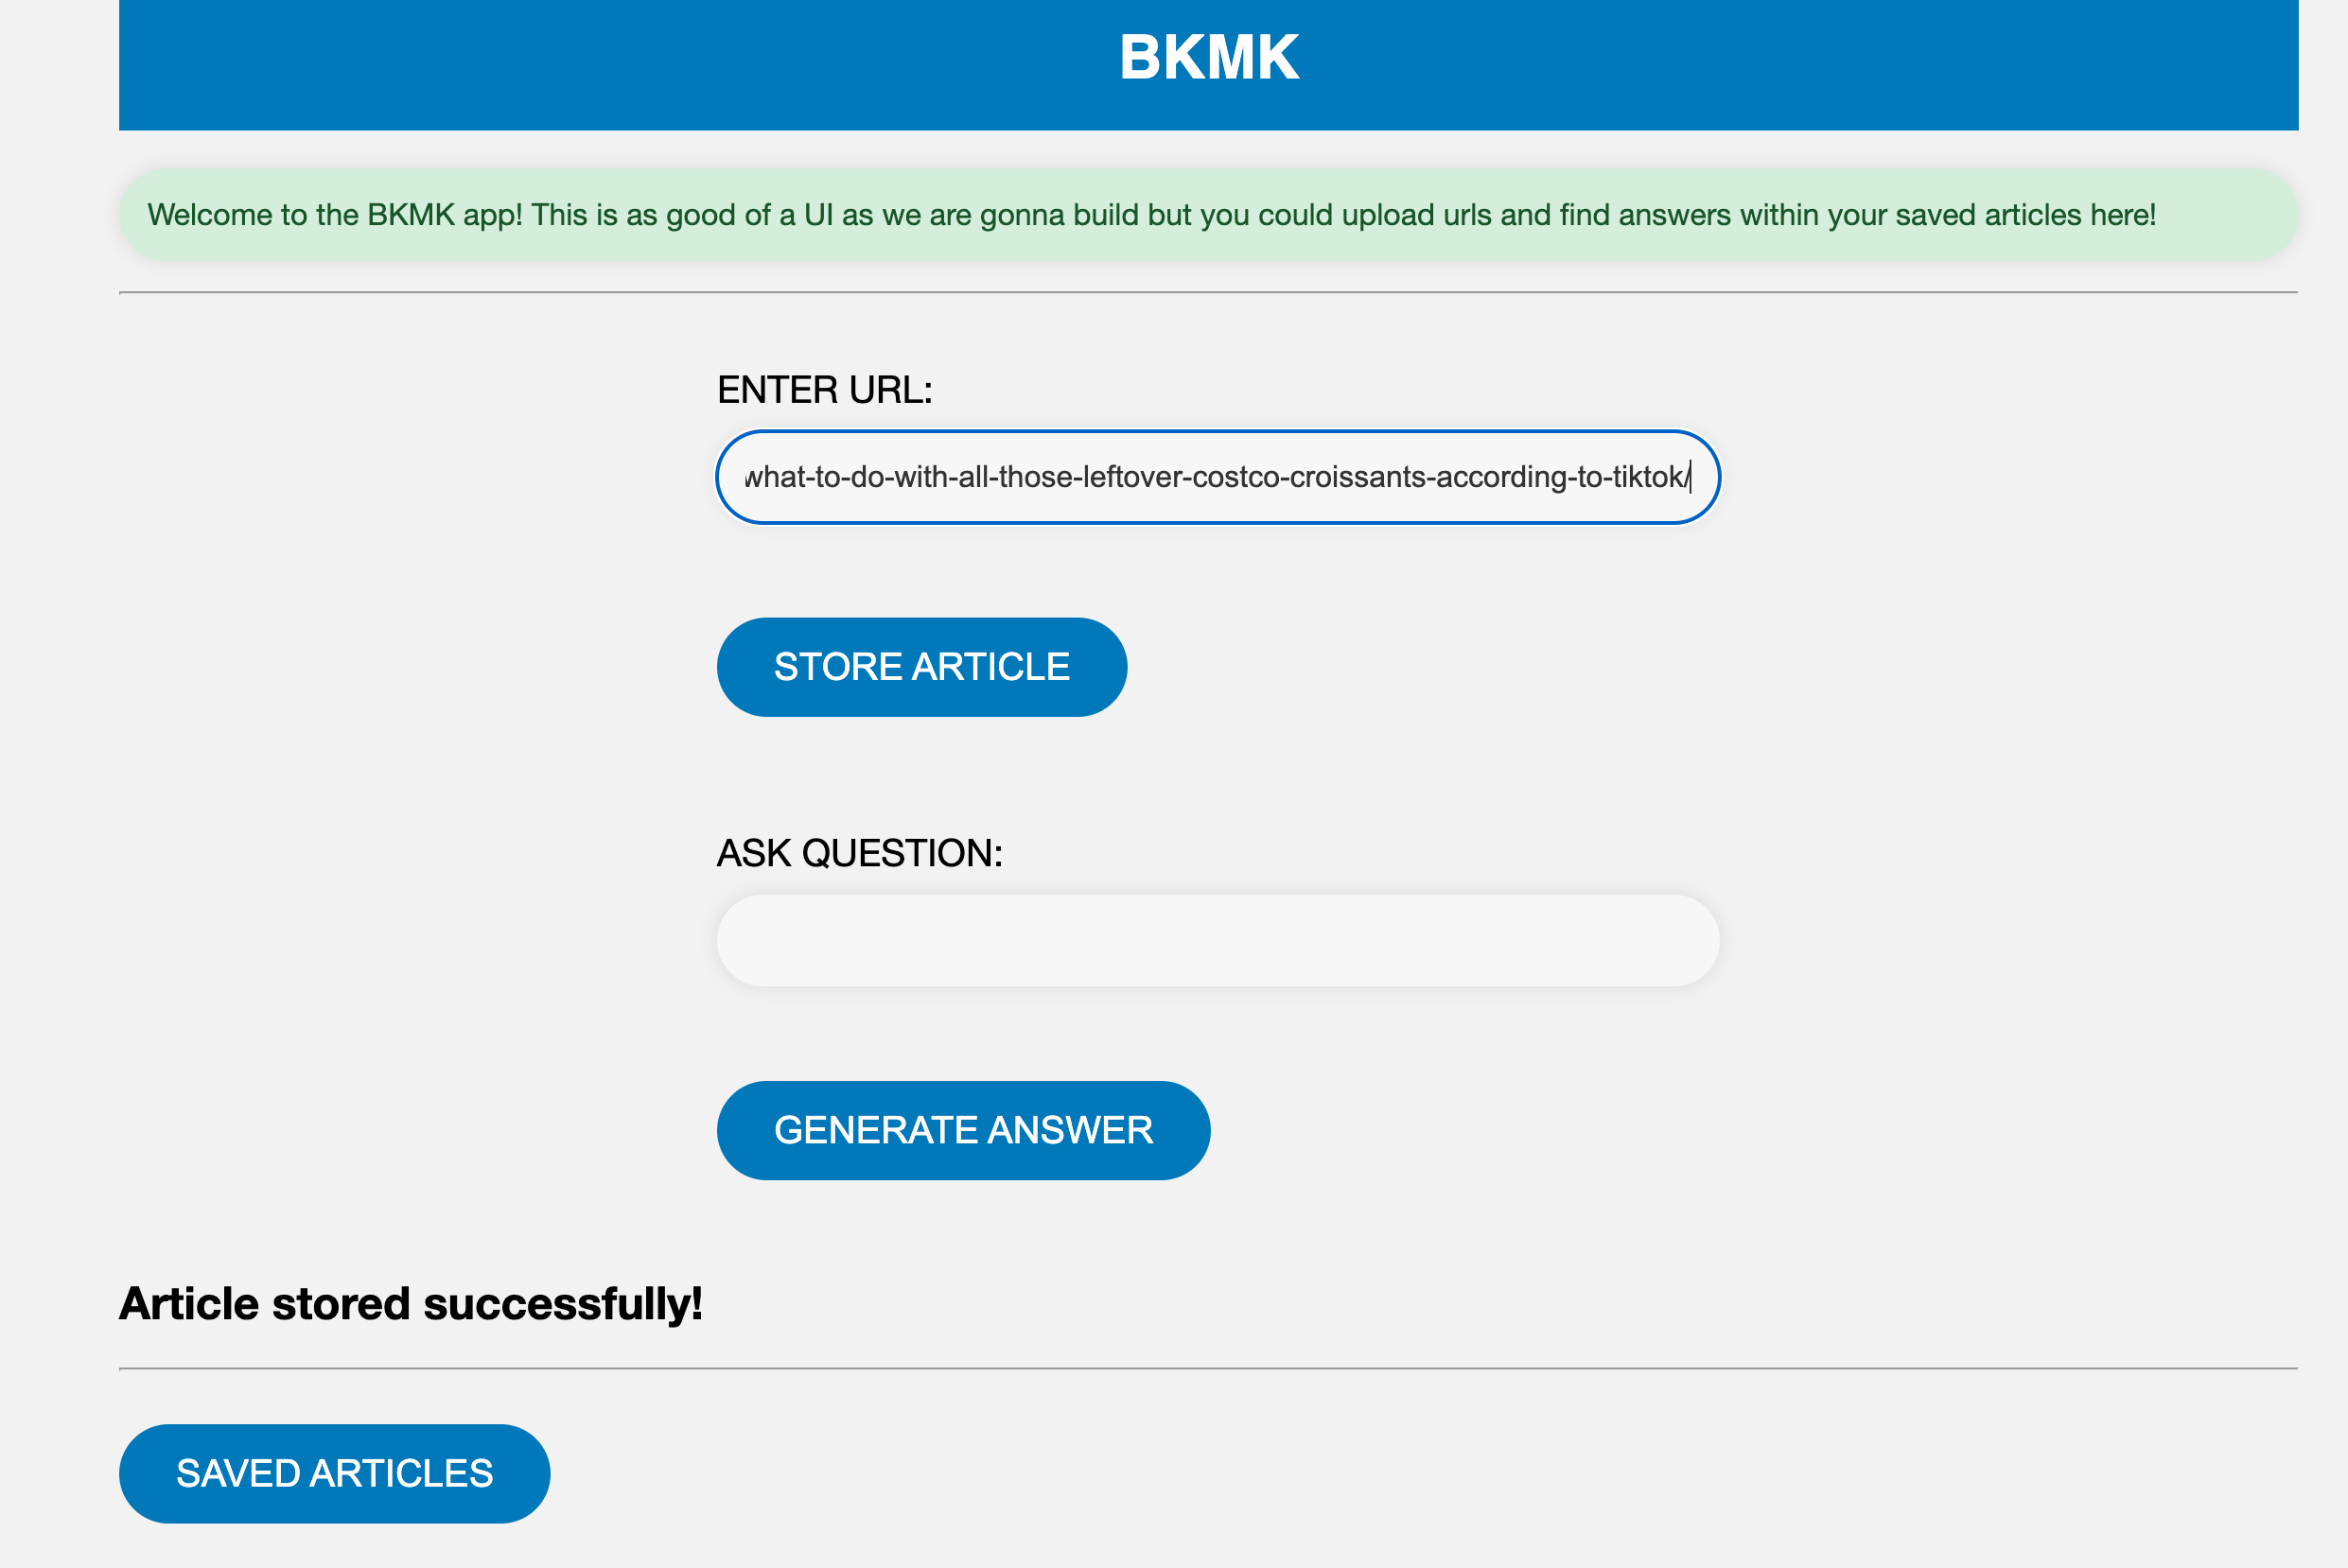 BKMK
Welcome to the BKMK app! This is as good of a UI as we are gonna build but you could upload urls and find answers within your saved articles here!
ENTER URL:
what-to-do-with-all-those-leftover-costco-croissants-according-to-tiktok/
STORE ARTICLE
ASK QUESTION:
GENERATE ANSWER
Article stored successfully!
SAVED ARTICLES